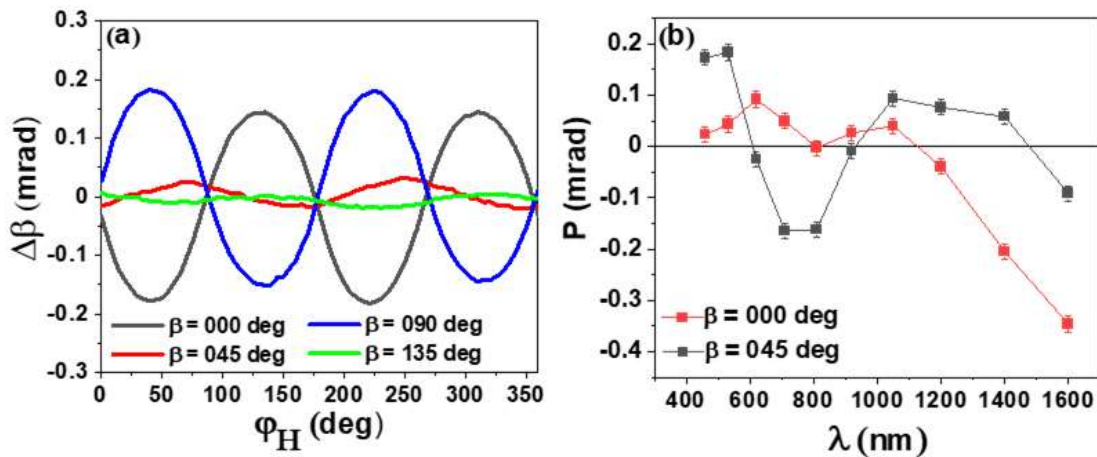 (a)
0.3
0.2
0.1
0
-0.1
-0.2
-0.3
Δβ (mrad)
β = 000 deg
β = 090 deg
β = 045 deg
β = 135 deg
0 50 100 150 200 250 300 350
φH (deg)
(b)
0.2
0.1
0
-0.1
-0.2
-0.3
-0.4
P (mrad)
β = 000 deg
β = 045 deg
400 600 800 1000 1200 1400 1600
λ (nm)